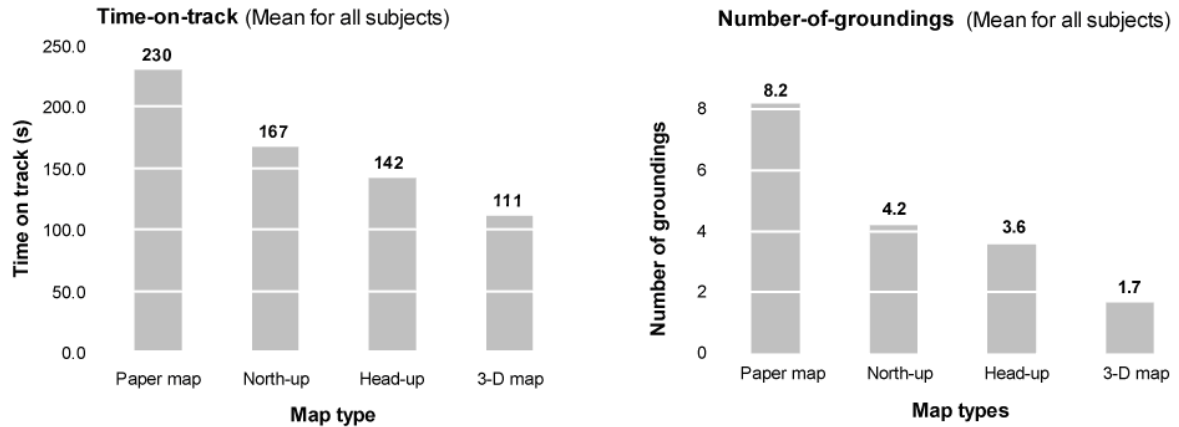 Time-on-track (Mean for all subjects)
250.0
200.0
150.0
100.0
50.0
0.0
Time on track (s)
230
167
142
111
Paper map North-up Head-up 3-D map
Map type
Number-of-groundings (Mean for all subjects)
8
6
4
2
0
Number of groundings
8.2
4.2
3.6
1.7
Paper map North-up Head-up 3-D map
Map types